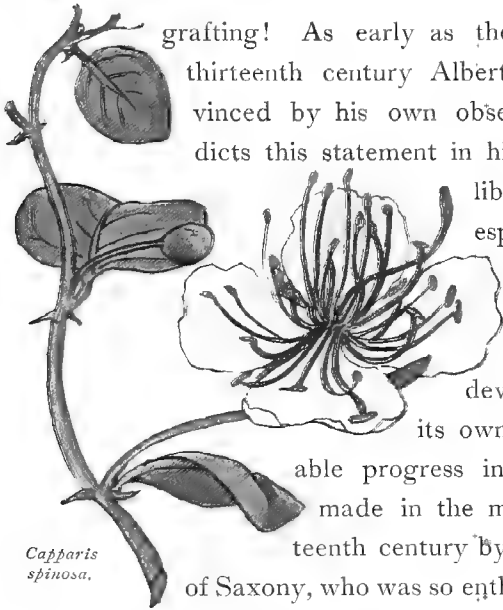 grafting! As early as the
thirteenth century Albert
vinced by his own obse
dicts this statement in hi
lib
esp
dev
its own
able progress in
made in the m
teenth century by
of Saxony, who was so enth
Capparis
spinosa.